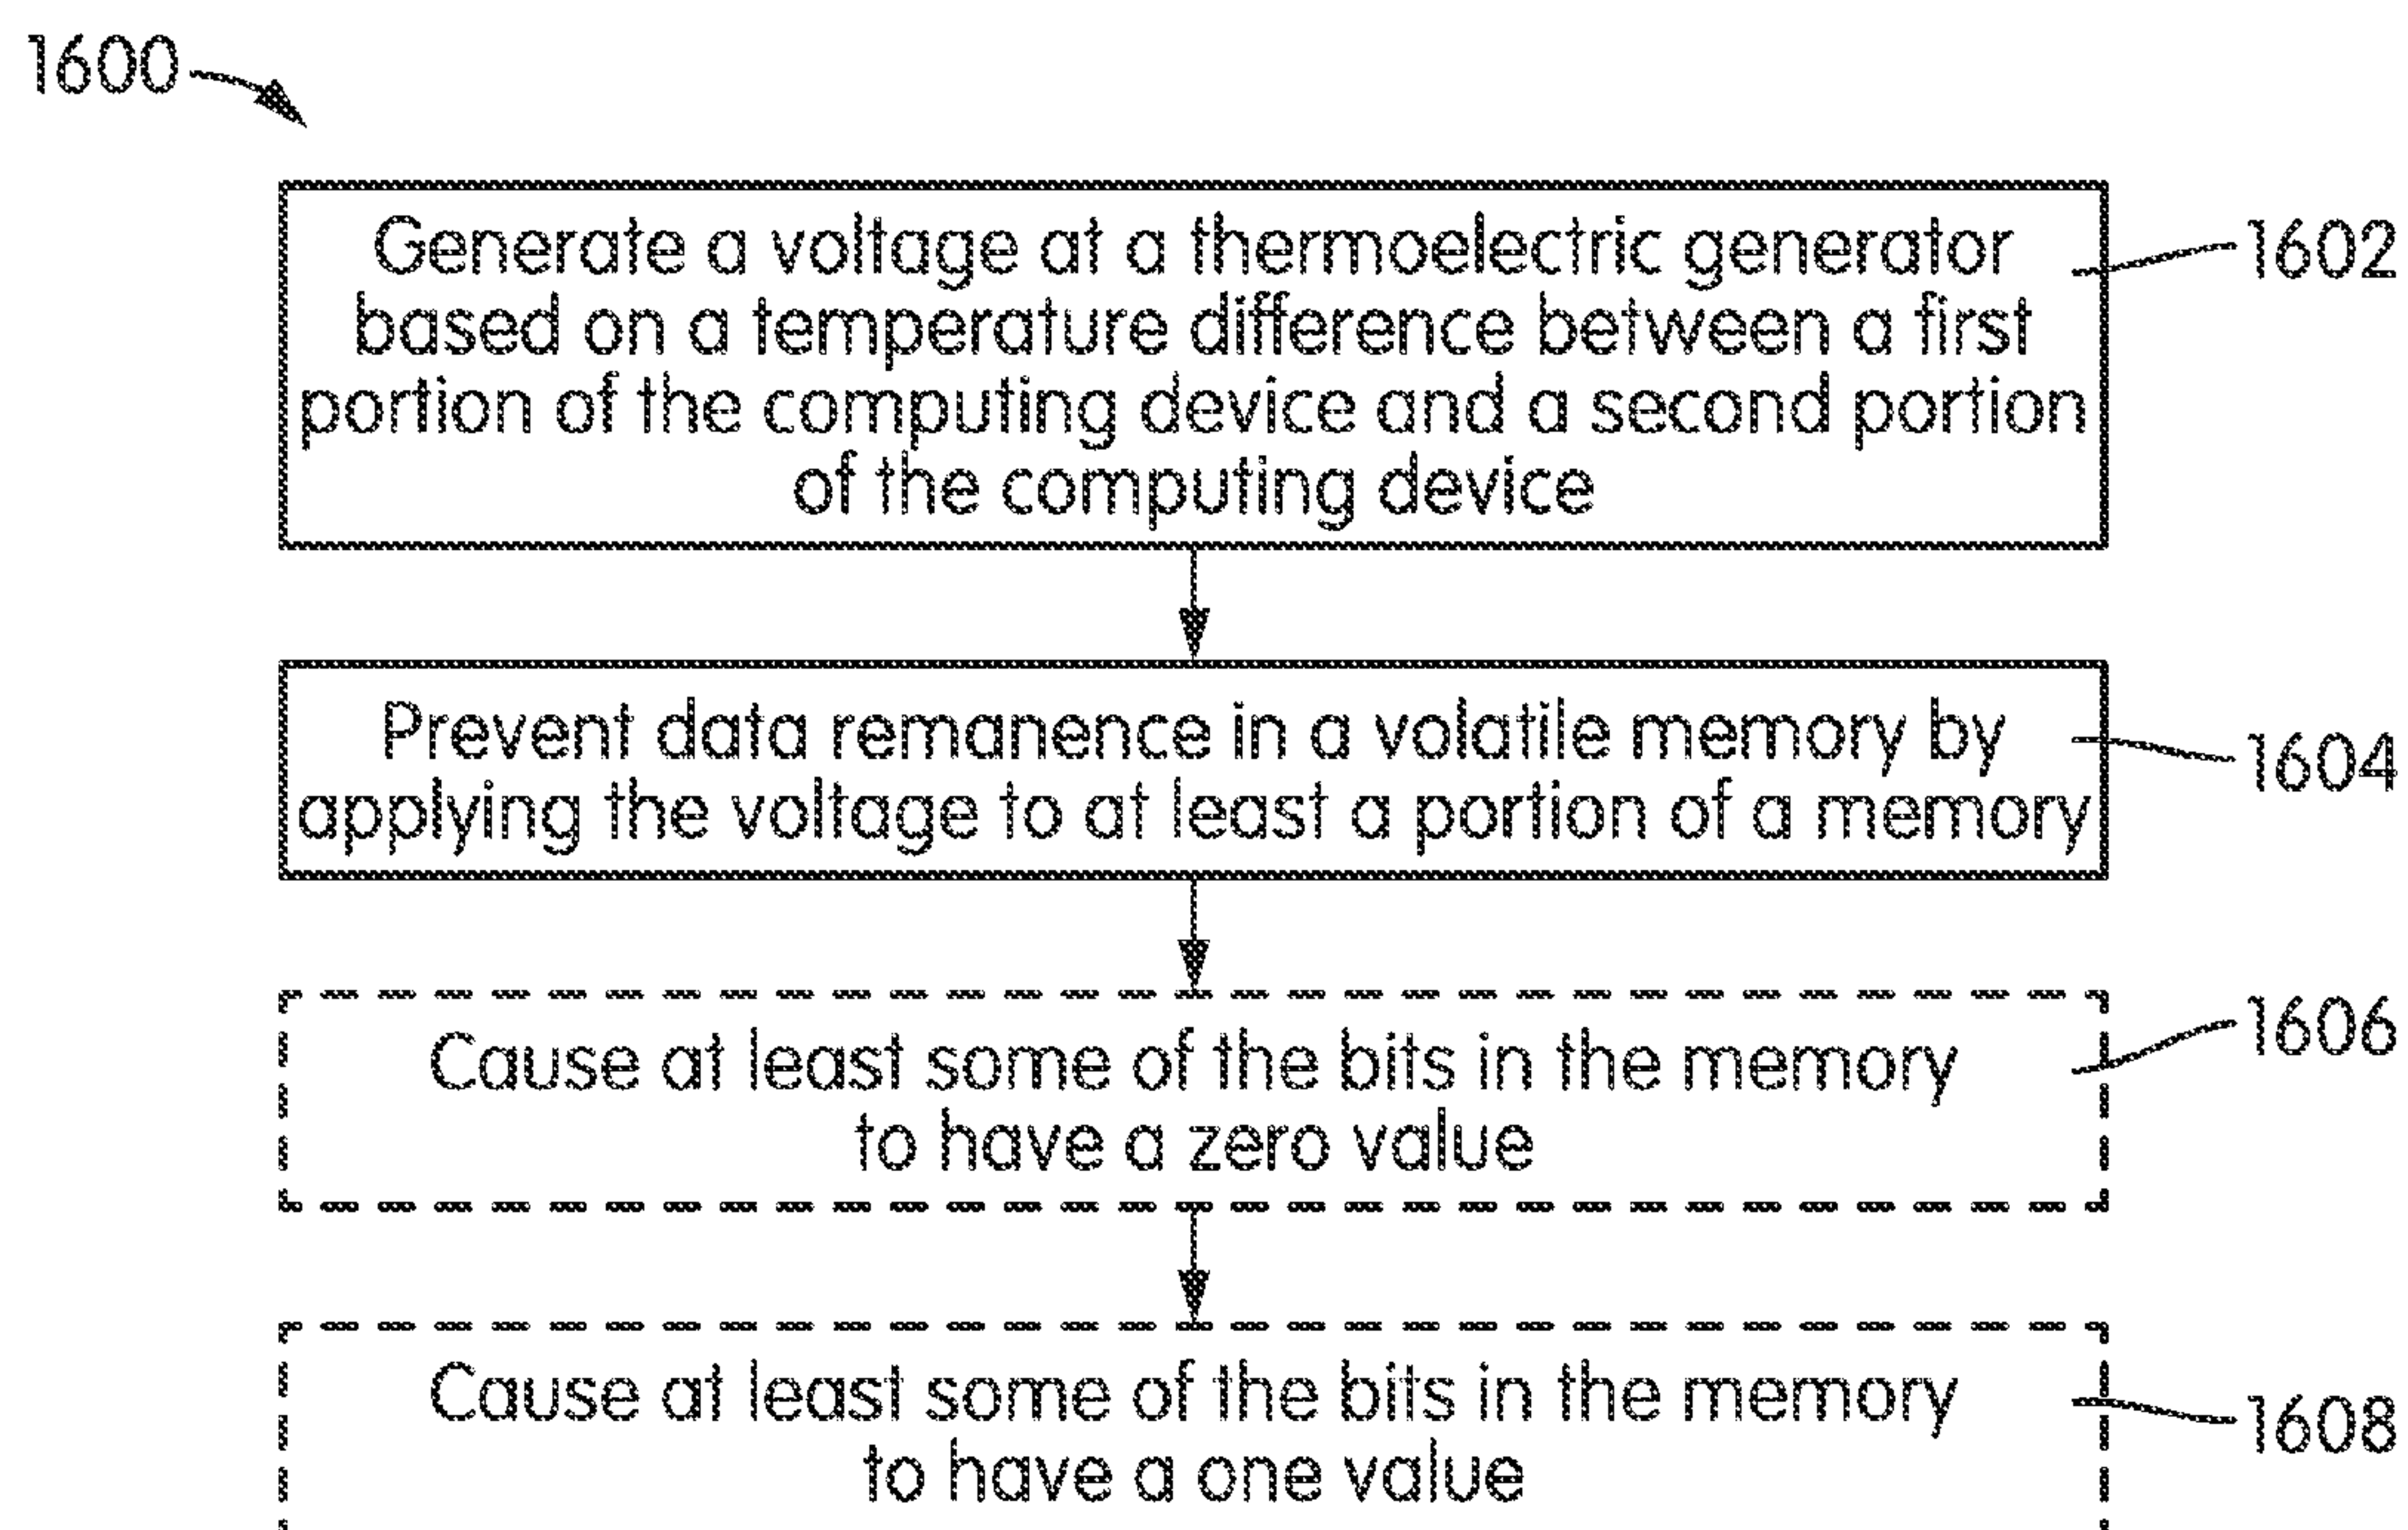 1600
Generate a voltage at a thermoelectric generator
based on a temperature difference between a first
portion of the computing device and a second portion
of the computing device
1602
Prevent data remanence in a volatile memory by
applying the voltage to at least a portion of a memory
1604
Cause at least some of the bits in the memory
to have a zero value
1606
Cause at least some of the bits in the memory
to have a one value
1608